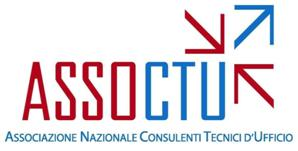 ASSOCTU
ASSOCIAZIONE NAZIONALE CONSULENTI TECNICI D'UFFICIO